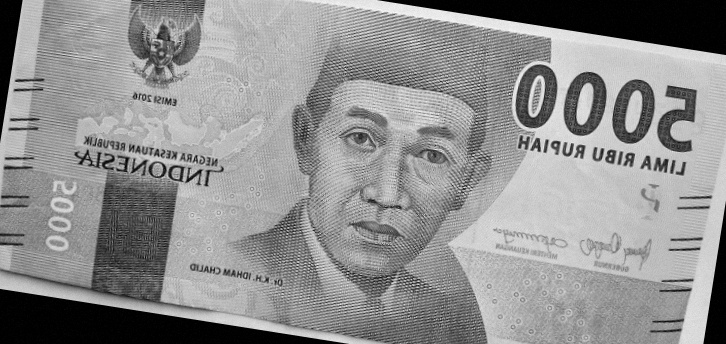 EMISI 2016
NEGARA KESATUAN REPUBLIK
INDONESIA
5000
Dr. K.H. IDHAM CHALID
5000
LIMA RIBU RUPIAH
GUBERNUR
MENTERI KEUANGAN